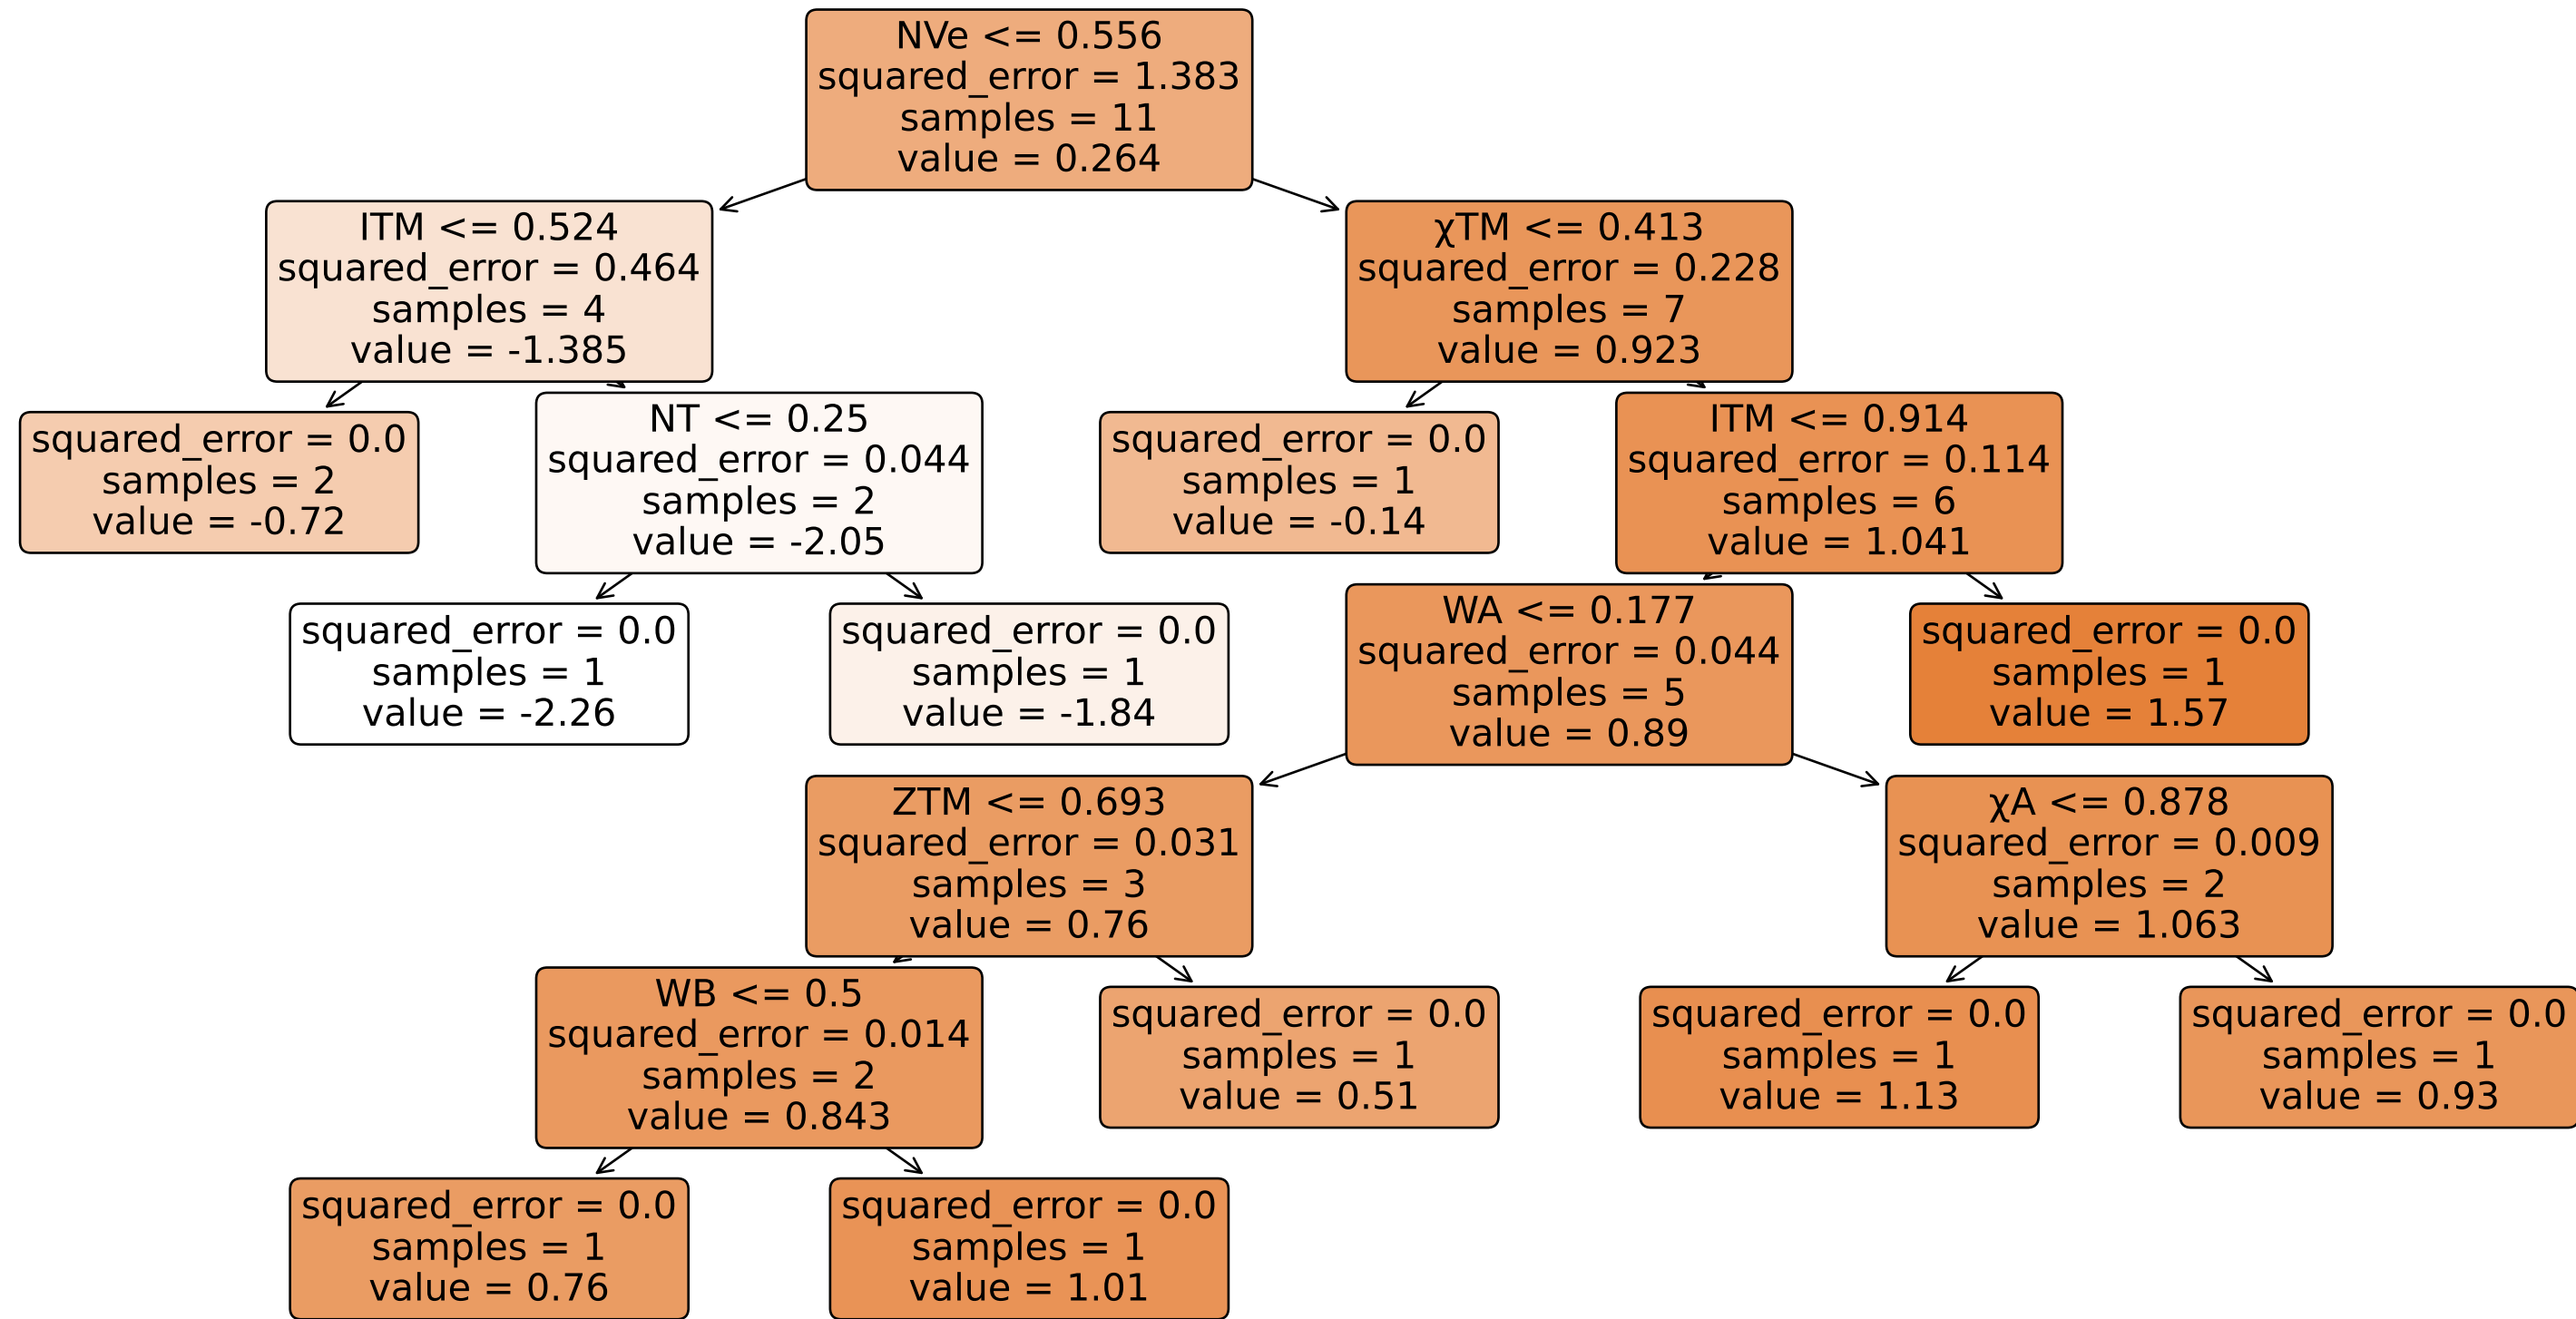 NVe <= 0.556
squared_error = 1.383
samples = 11
value = 0.264
ITM <= 0.524
squared_error = 0.464
samples = 4
value = -1.385
χTM <= 0.413
squared_error = 0.228
samples = 7
value = 0.923
squared_error = 0.0
samples = 2
value = -0.72
NT <= 0.25
squared_error = 0.044
samples = 2
value = -2.05
squared_error = 0.0
samples = 1
value = -0.14
ITM <= 0.914
squared_error = 0.114
samples = 6
value = 1.041
squared_error = 0.0
samples = 1
value = -2.26
squared_error = 0.0
samples = 1
value = -1.84
WA <= 0.177
squared_error = 0.044
samples = 5
value = 0.89
squared_error = 0.0
samples = 1
value = 1.57
ZTM <= 0.693
squared_error = 0.031
samples = 3
value = 0.76
χA <= 0.878
squared_error = 0.009
samples = 2
value = 1.063
WB <= 0.5
squared_error = 0.014
samples = 2
value = 0.843
squared_error = 0.0
samples = 1
value = 0.51
squared_error = 0.0
samples = 1
value = 1.13
squared_error = 0.0
samples = 1
value = 0.93
squared_error = 0.0
samples = 1
value = 0.76
squared_error = 0.0
samples = 1
value = 1.01